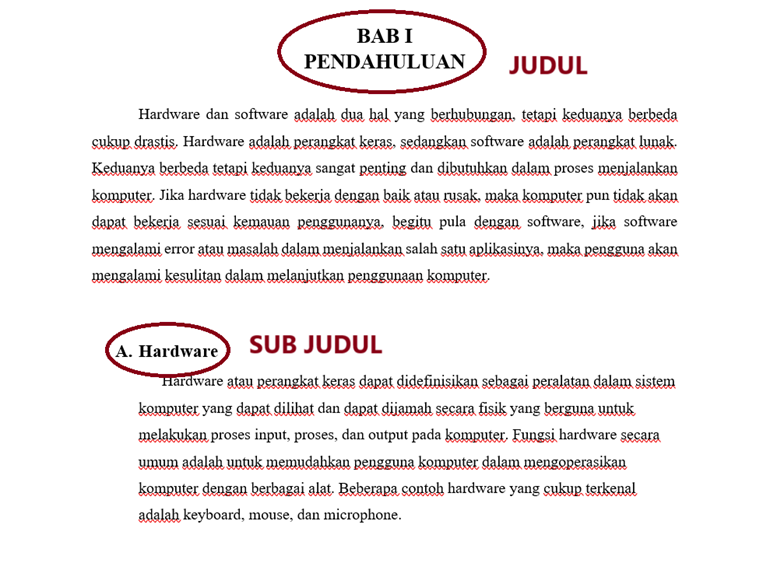 BAB I
PENDAHULUAN
JUDUL
Hardware dan software adalah dua hal yang berhubungan, tetapi keduanya berbeda
cukup drastis. Hardware adalah perangkat keras, sedangkan software adalah perangkat lunak.
Keduanya berbeda tetapi keduanya sangat penting dan dibutuhkan dalam proses menjalankan
komputer. Jika hardware tidak bekerja dengan baik atau rusak, maka komputer pun tidak akan
dapat bekerja sesuai kemauan penggunanya, begitu pula dengan software, jika software
mengalami error atau masalah dalam menjalankan salah satu aplikasinya, maka pengguna akan
mengalami kesulitan dalam melanjutkan penggunaan komputer.
A. Hardware
SUB JUDUL
Hardware atau perangkat keras dapat didefinisikan sebagai peralatan dalam sistem
komputer yang dapat dilihat dan dapat dijamah secara fisik yang berguna untuk
melakukan proses input, proses, dan output pada komputer. Fungsi hardware secara
umum adalah untuk memudahkan pengguna komputer dalam mengoperasikan
komputer dengan berbagai alat. Beberapa contoh hardware yang cukup terkenal
adalah keyboard, mouse, dan microphone.